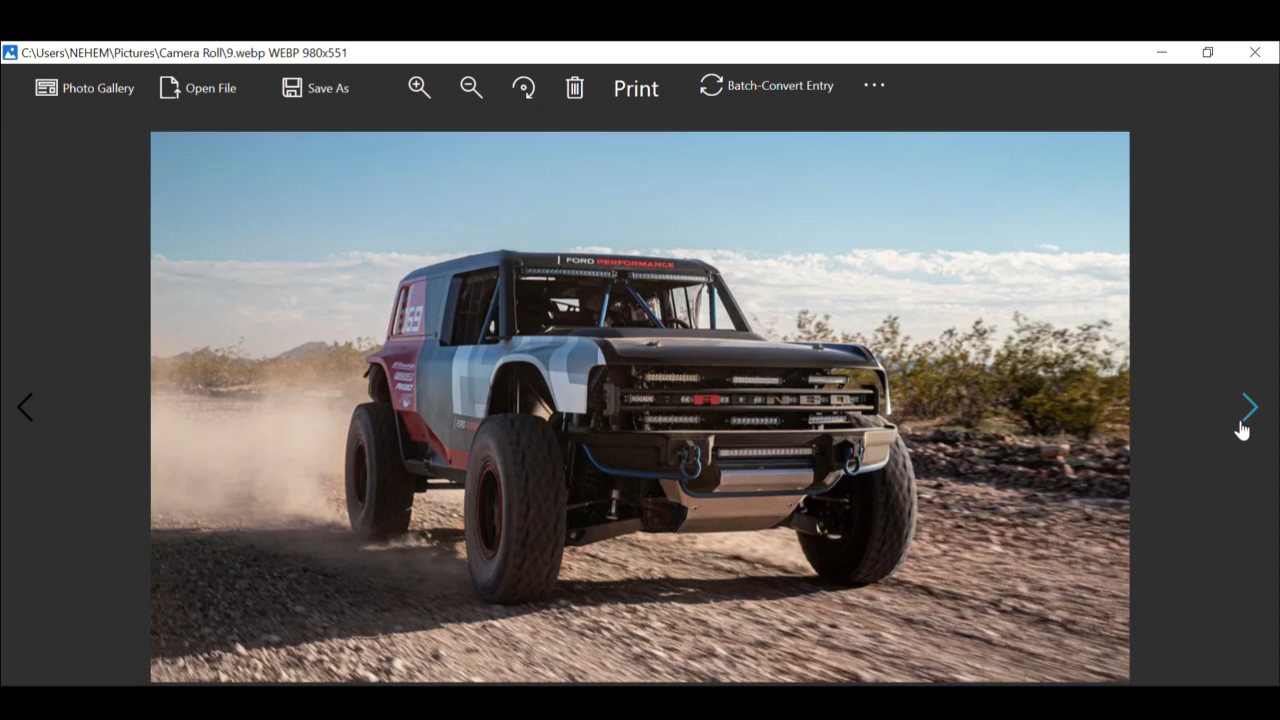 C:\Users\NEHEM\Pictures\Camera Roll\9.webp WEBP 980x551
Photo Gallery
Open File
Save As
Print
Batch-Convert Entry
FORD PERFORMANCE
69